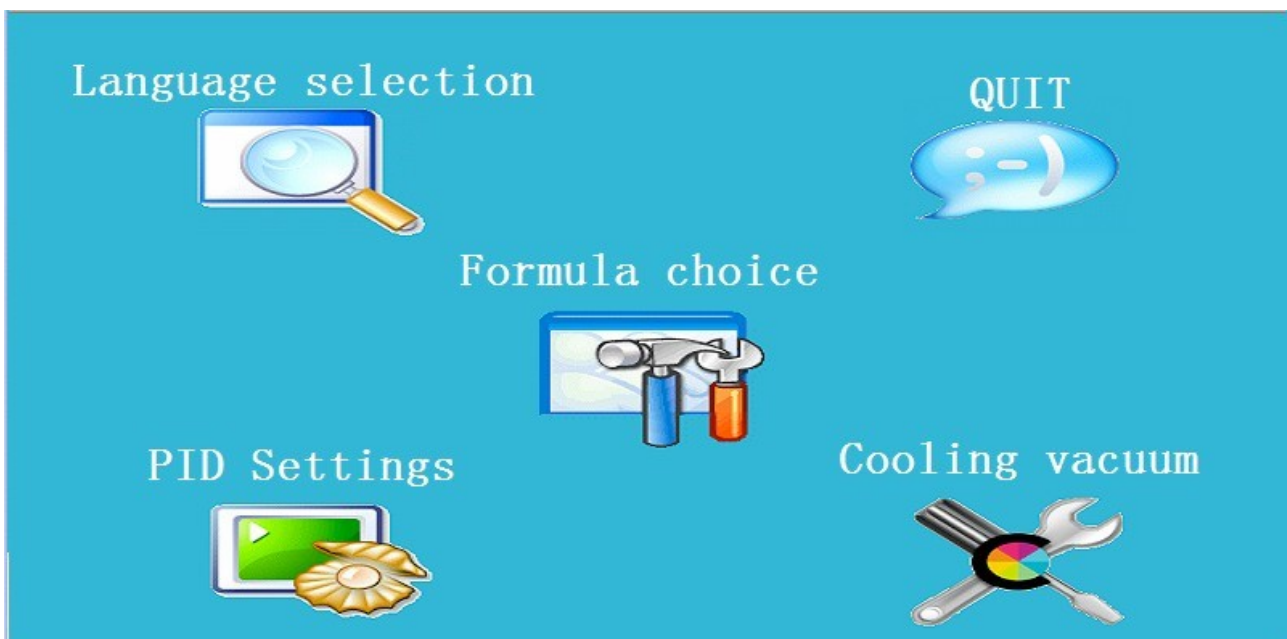 Language selection
QUIT
;-)
Formula choice
PID Settings
Cooling vacuum